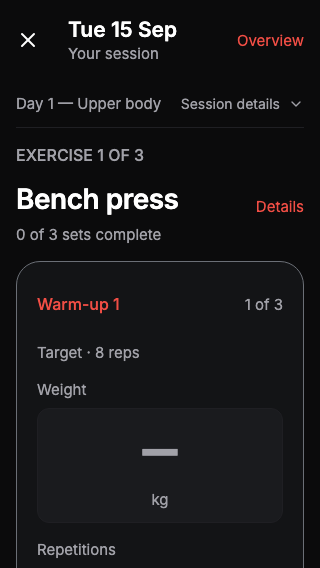 Tue 15 Sep
Your session
Overview
Day 1 — Upper body
Session details
EXERCISE 1 OF 3
Bench press
Details
0 of 3 sets complete
Warm-up 1
1 of 3
Target · 8 reps
Weight
—
kg
Repetitions